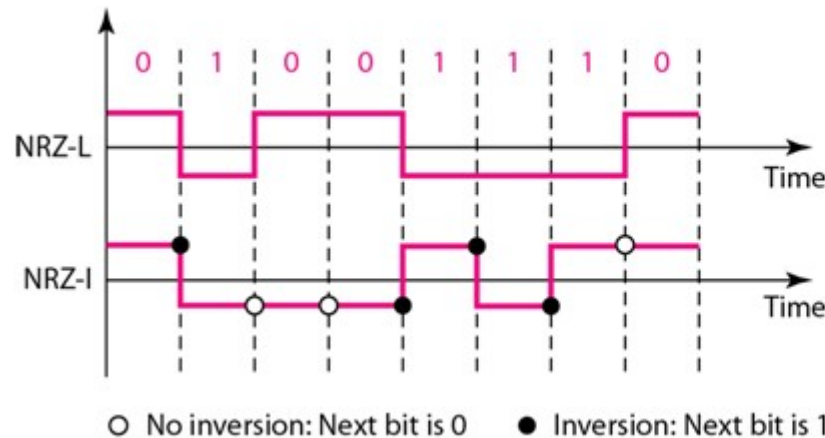 0 1 0 0 1 1 1 0
NRZ-L
Time
NRZ-I
Time
No inversion: Next bit is 0 Inversion: Next bit is 1